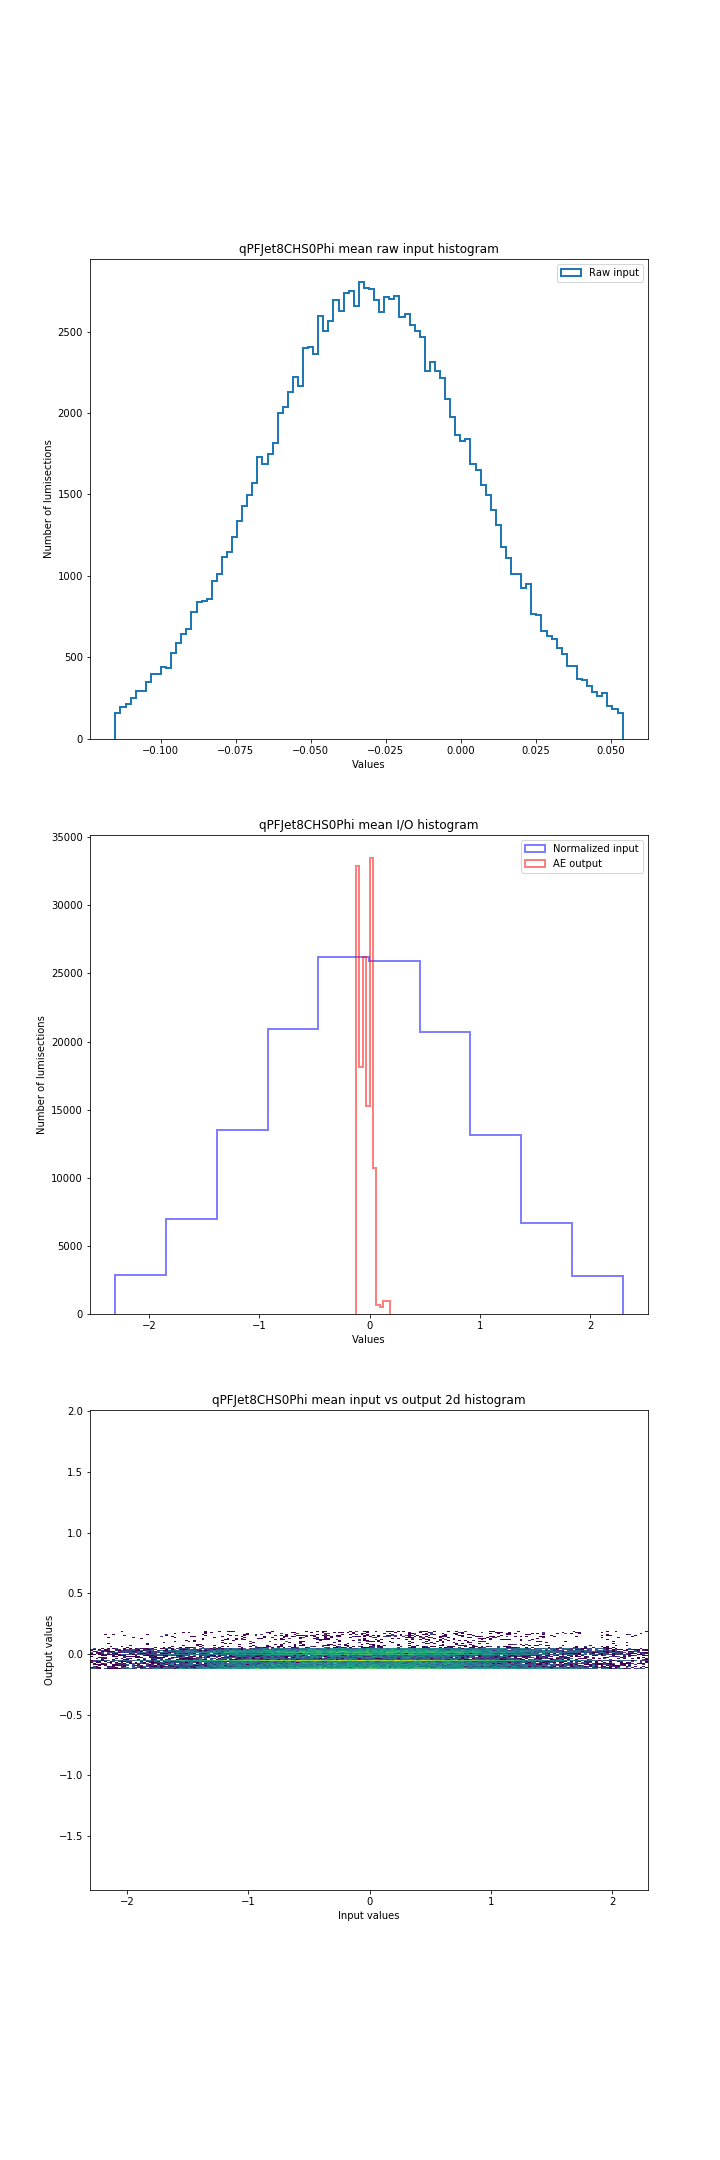 qPFJet8CHS0Phi mean raw input histogram
Raw input
2500
2000
1500
1000
500
0
Number of lumisections
−0.100 −0.075 −0.050 −0.025 0.000 0.025 0.050
Values
qPFJet8CHS0Phi mean I/O histogram
Normalized input
AE output
35000
30000
25000
20000
15000
10000
5000
0
Number of lumisections
−2 −1 0 1 2
Values
qPFJet8CHS0Phi mean input vs output 2d histogram
2.0
1.5
1.0
0.5
0.0
−0.5
−1.0
−1.5
Output values
−2 −1 0 1 2
Input values